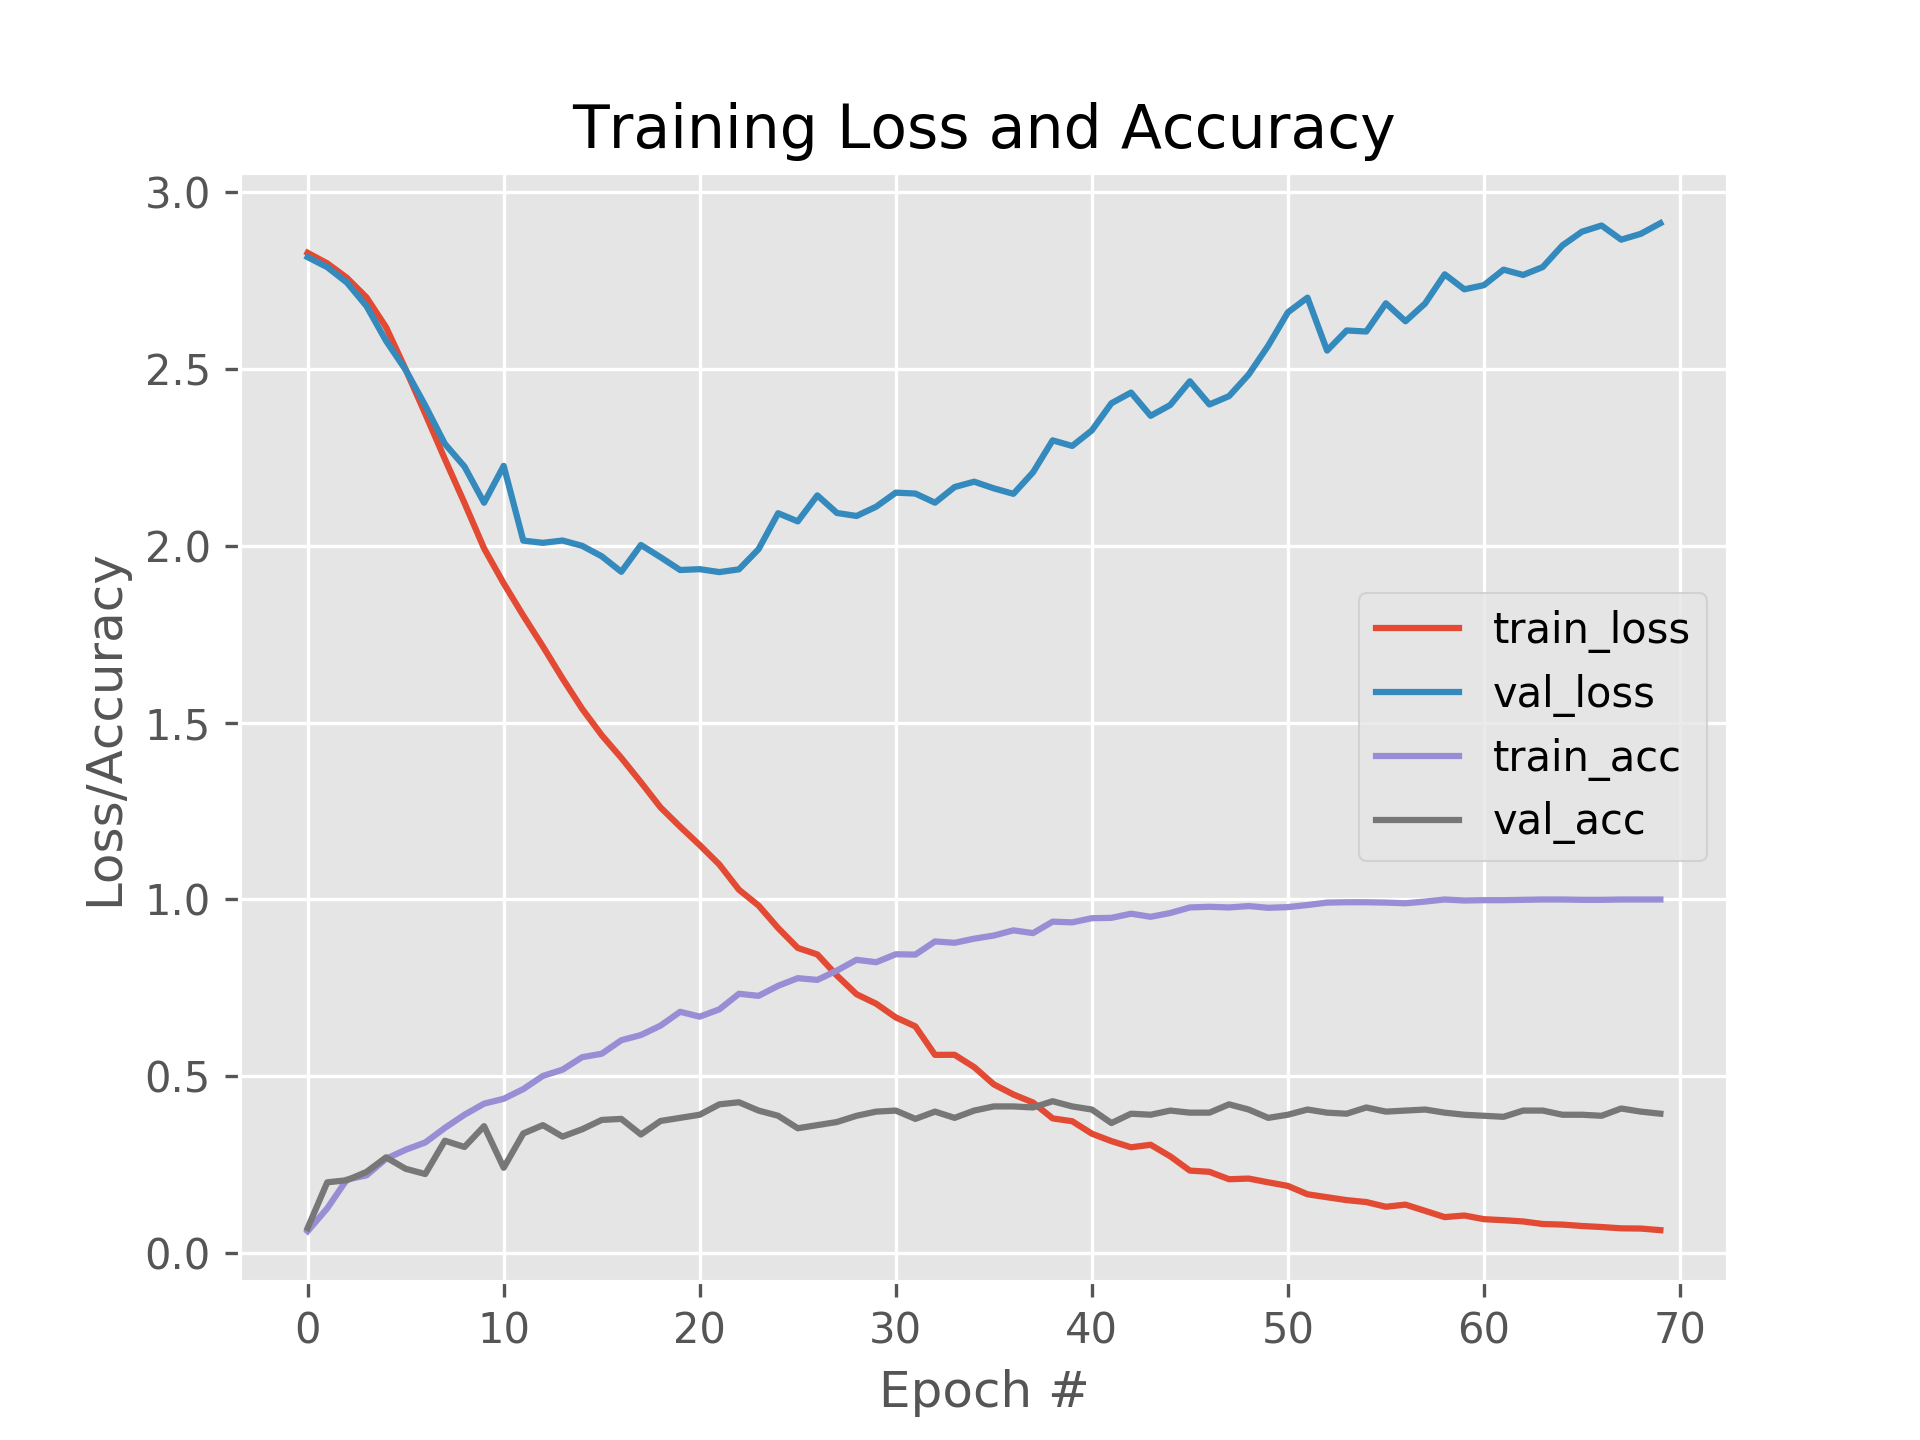 Training Loss and Accuracy
3.0
2.5
2.0
1.5
1.0
0.5
0.0
Loss/Accuracy
train_loss
val_loss
train_acc
val_acc
0 10 20 30 40 50 60 70
Epoch #